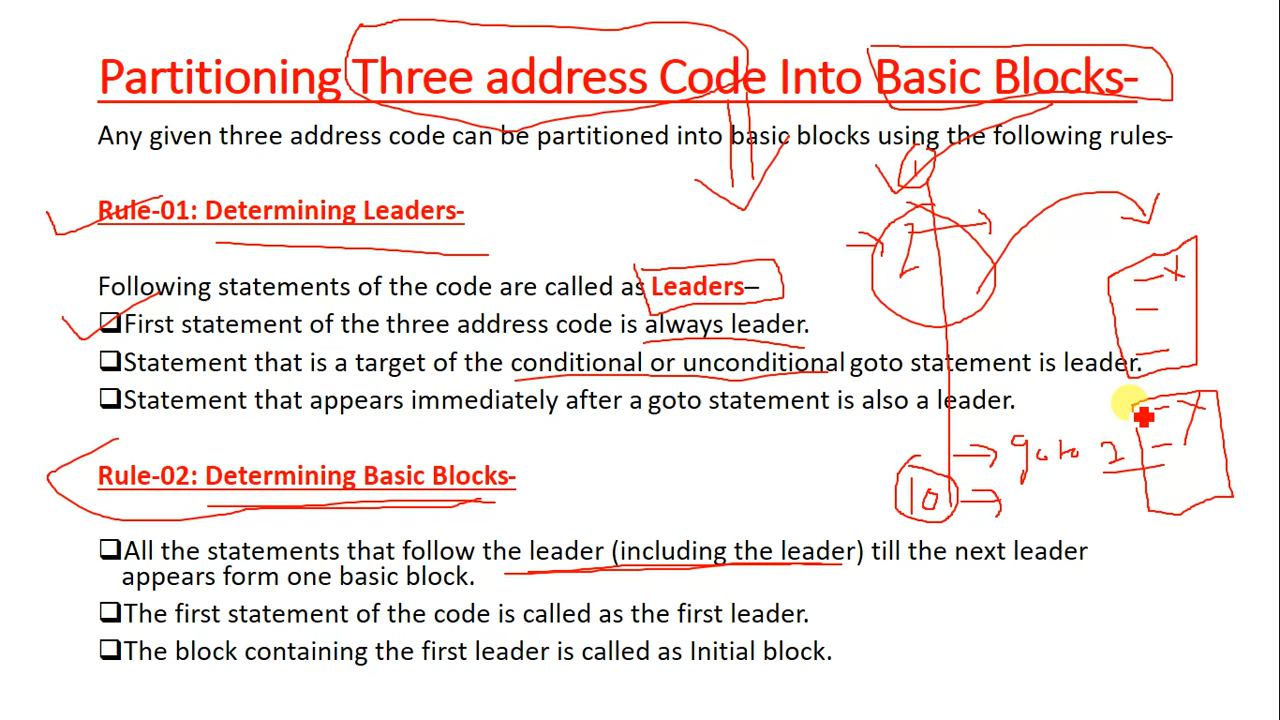 Partitioning Three address Code Into Basic Blocks-
Any given three address code can be partitioned into basic blocks using the following rules-
1
Rule-01: Determining Leaders-
2
Following statements of the code are called as Leaders–
❑First statement of the three address code is always leader.
❑Statement that is a target of the conditional or unconditional goto statement is leader.
❑Statement that appears immediately after a goto statement is also a leader.
goto 2
Rule-02: Determining Basic Blocks-
10
❑All the statements that follow the leader (including the leader) till the next leader
appears form one basic block.
❑The first statement of the code is called as the first leader.
❑The block containing the first leader is called as Initial block.